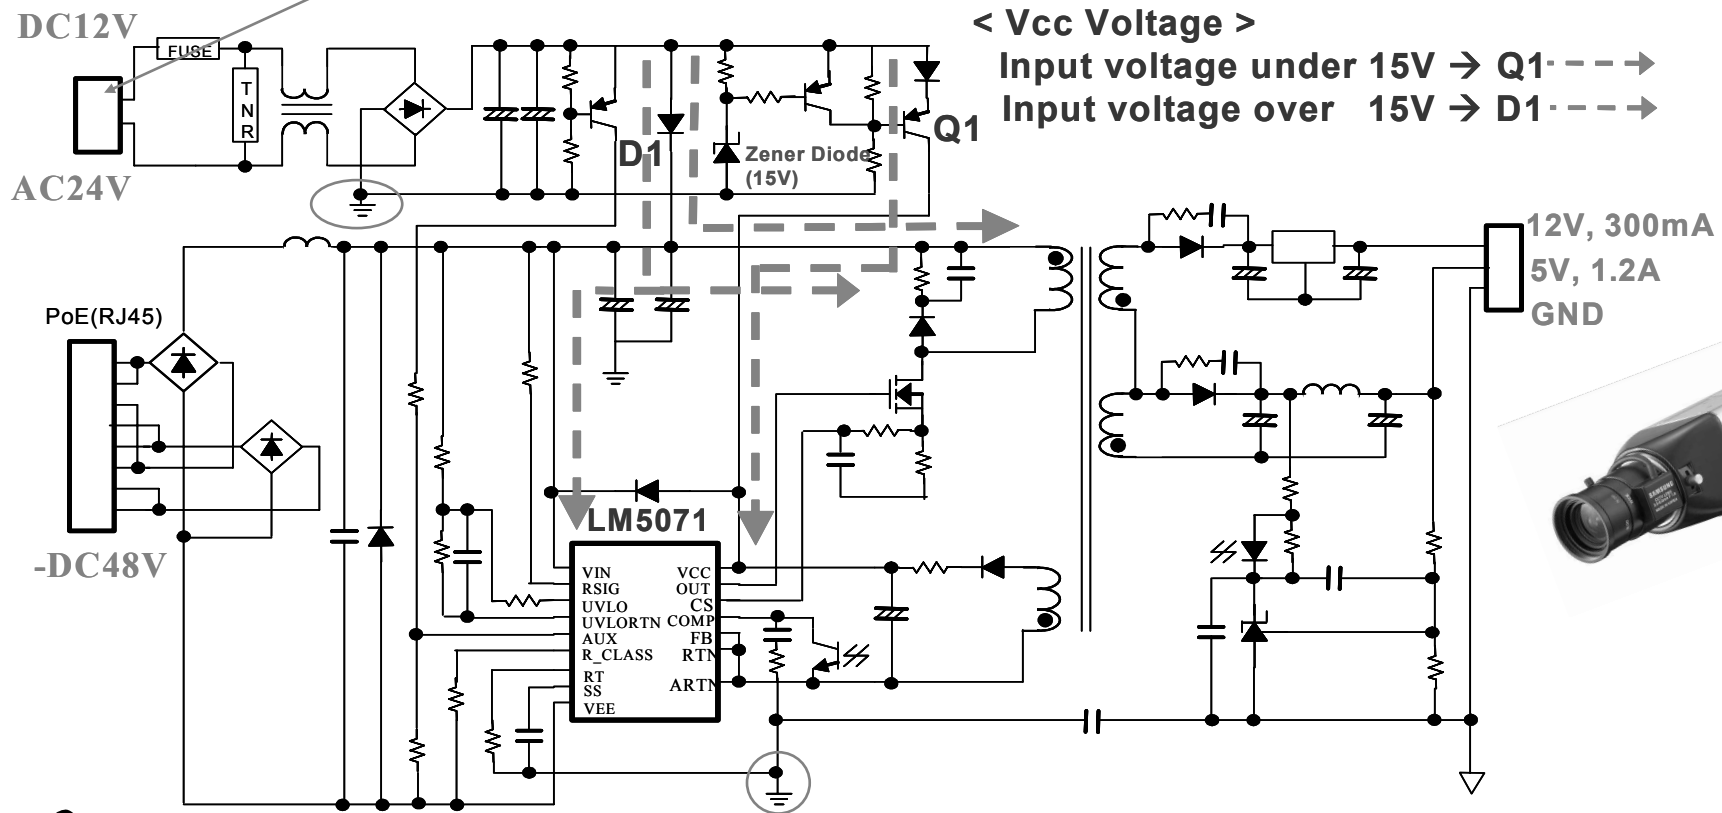 DC12V
FUSE
T
N
R
AC24V
D1
Zener Diode
(15V)
Q1
< Vcc Voltage >
Input voltage under 15V → Q1
Input voltage over 15V → D1
12V, 300mA
5V, 1.2A
GND
PoE(RJ45)
-DC48V
LM5071
VIN
RSIG
UVLO
UVLORTN
AUX
R_CLASS
RT
SS
VEE
VCC
OUT
CS
COMP
FB
RTN
ARTN
SAMSUNG